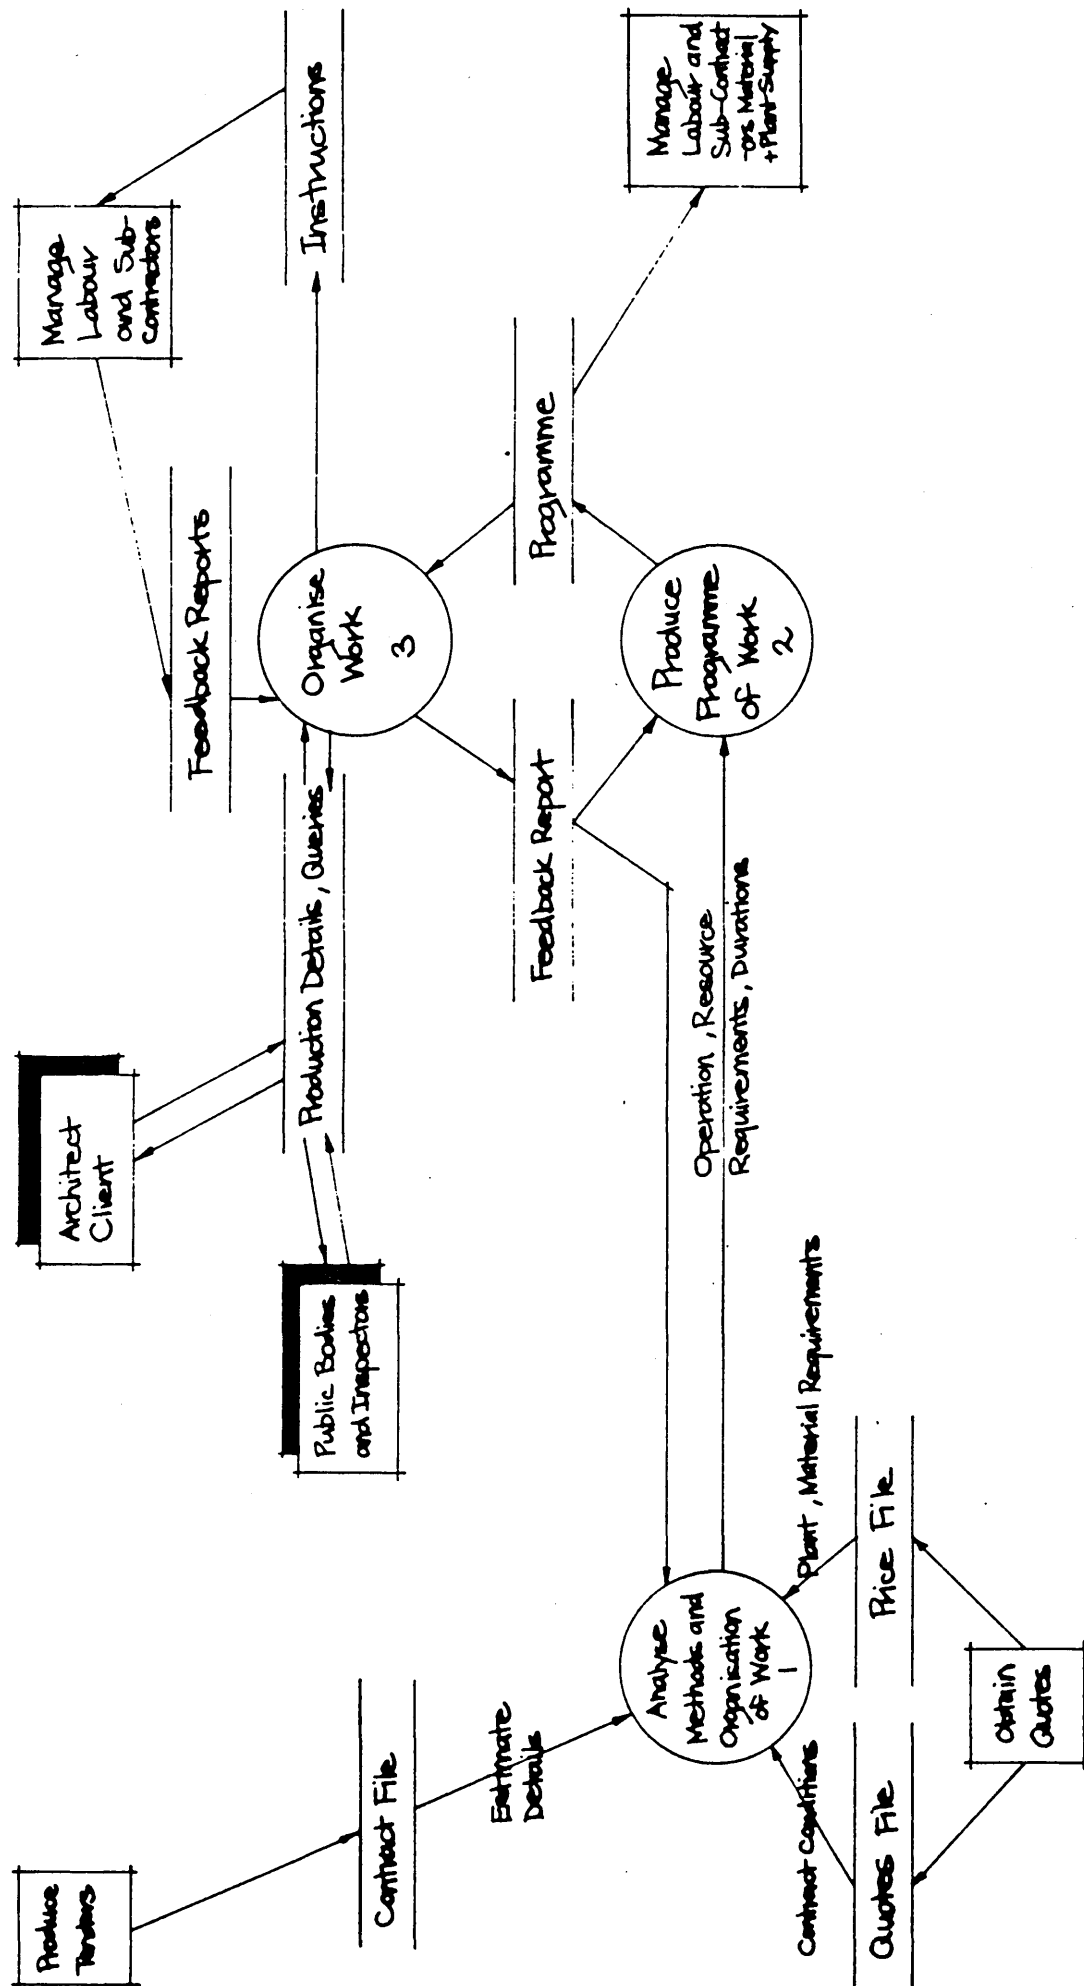 Produce
Tenders
Contract File
Estimate
Details
Architect
Client
Public Bodies
and Inspectors
Production Details, Queries
Feedback Reports
Manage
Labour
and Sub-
Contractors
Instructions
Organise
Work
3
Feedback Report
Programme
Produce
Programme
of Work
2
Manage
Labour and
Sub-Contract
-ors Material
+Plant Supply
Operation, Resource
Requirements, Durations
Analyse
Methods and
Organisation
of Work
1
Contract Conditions
Plant, Material Requirements
Quotes File
Price File
Obtain
Quotes